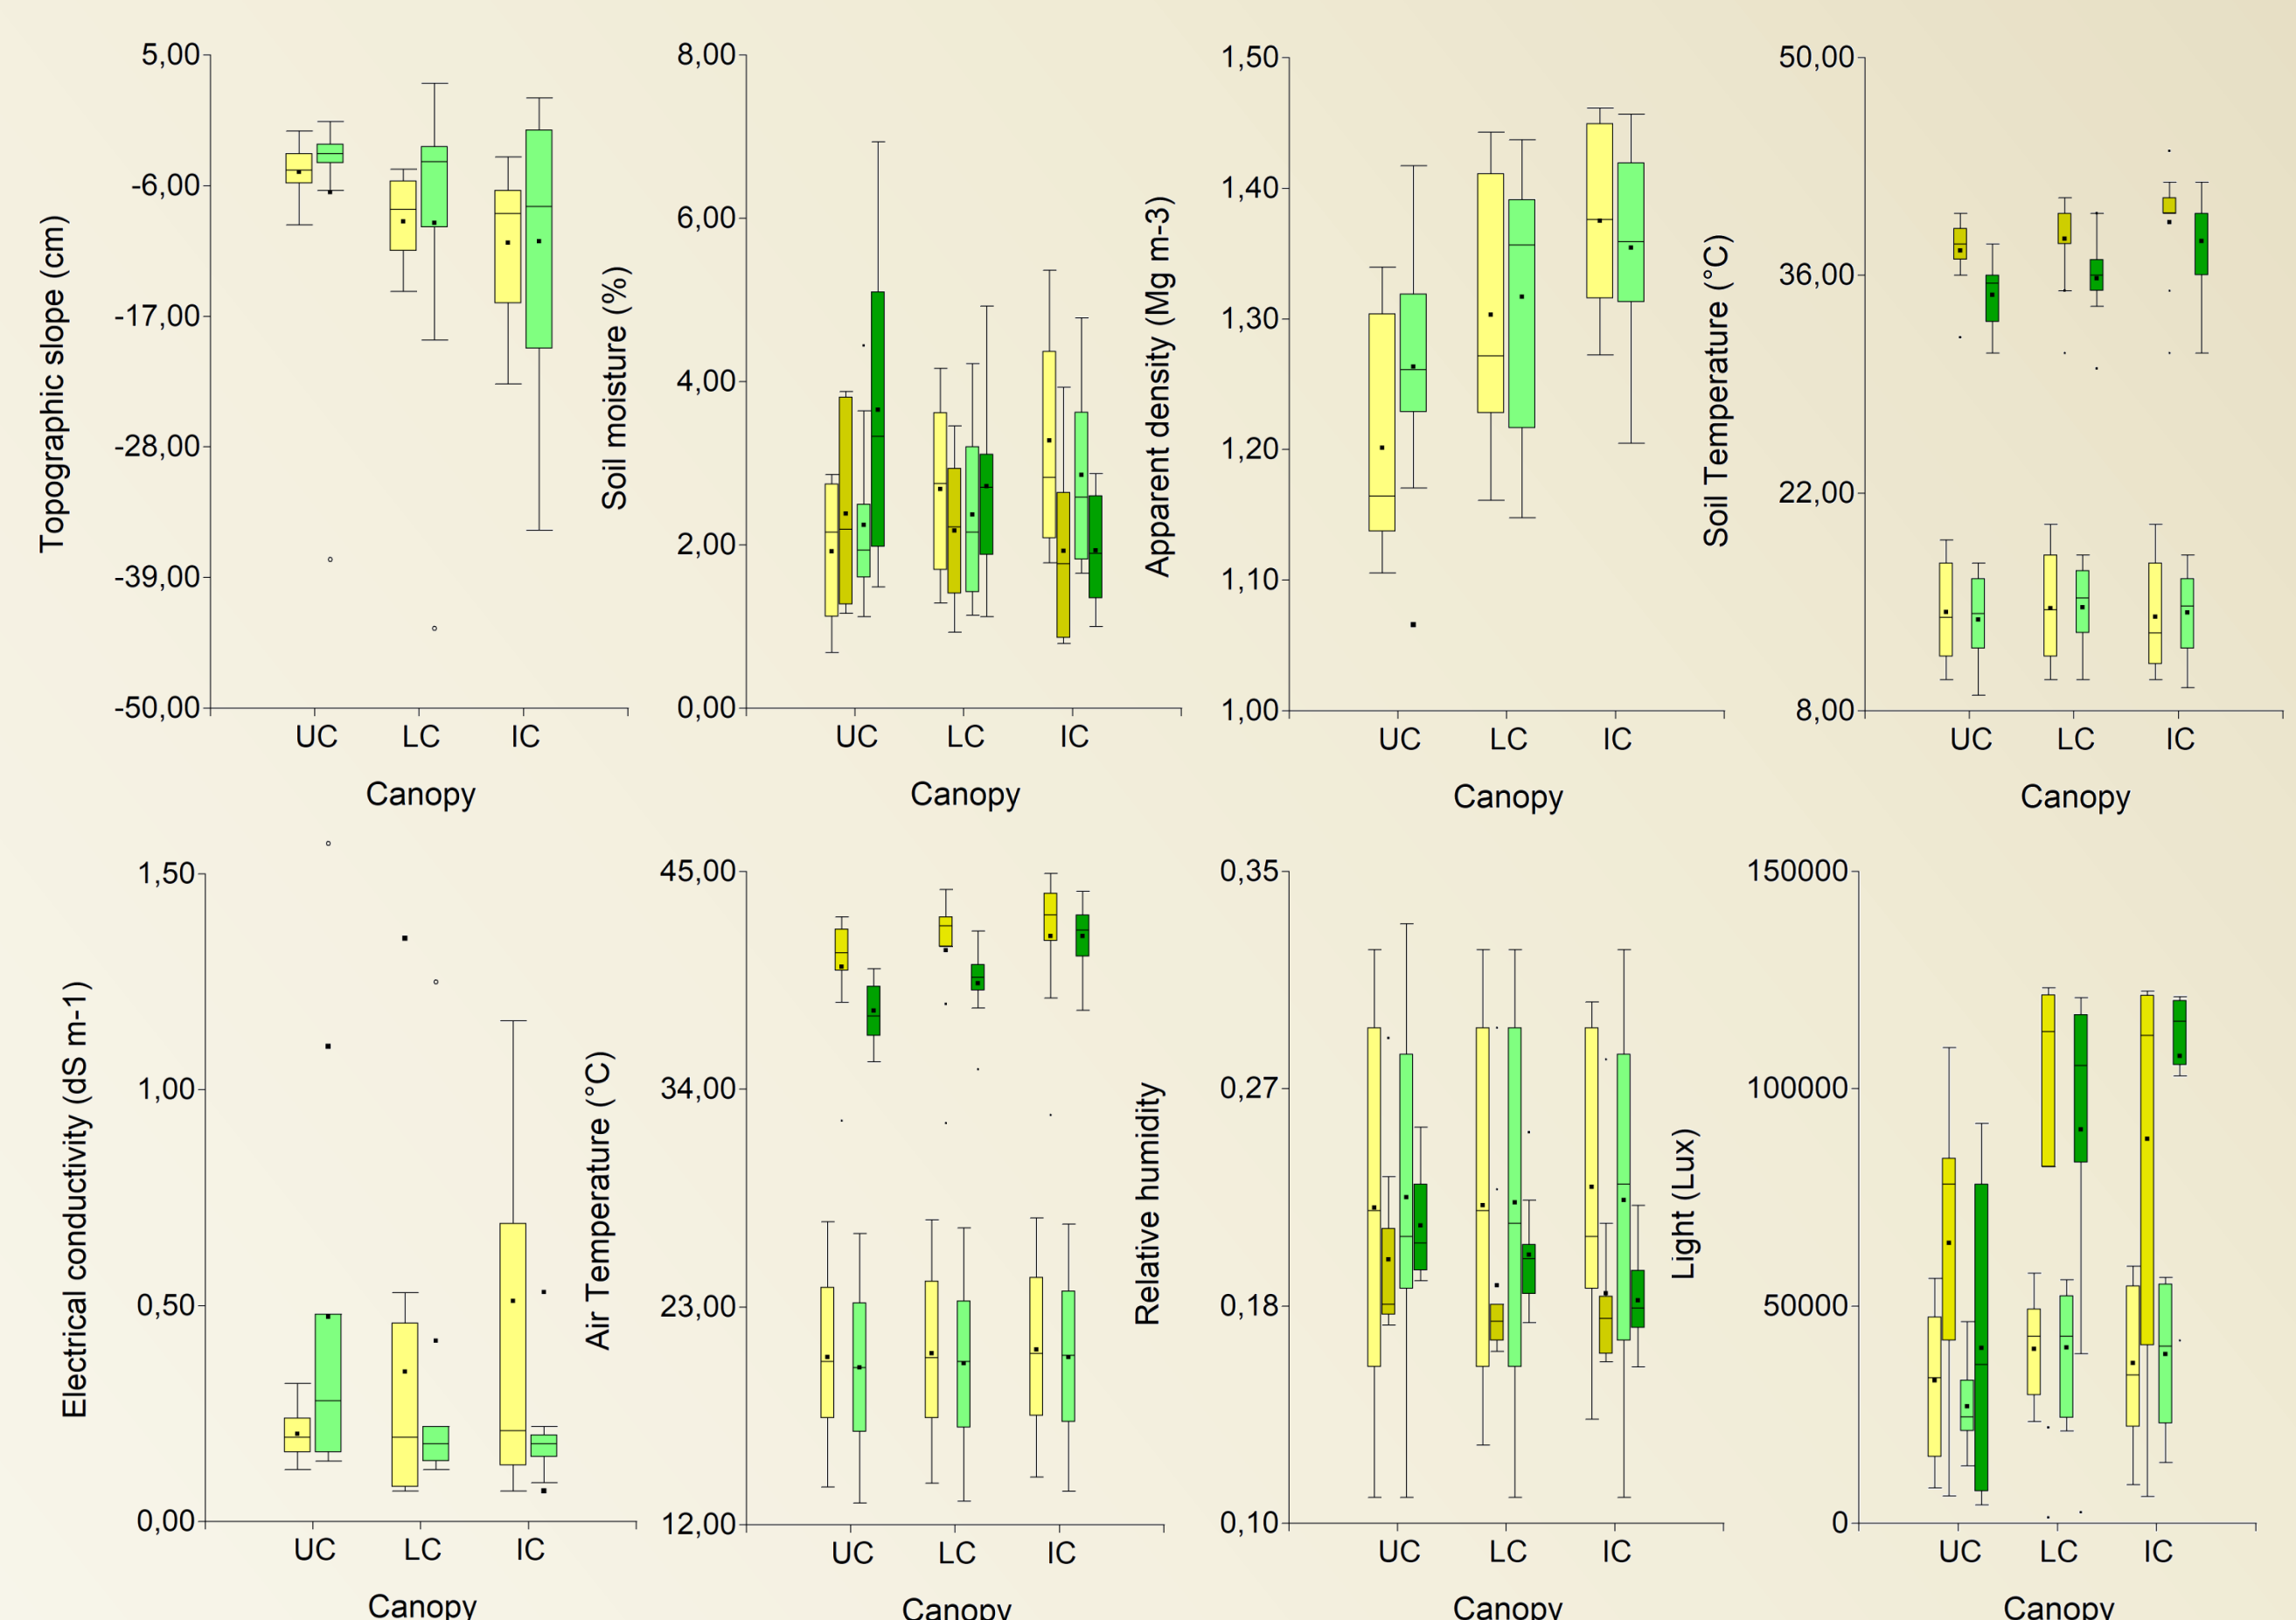 Topographic slope (cm)
5,00
-6,00
-17,00
-28,00
-39,00
-50,00
UC LC IC
Canopy
Soil moisture (%)
8,00
6,00
4,00
2,00
0,00
UC LC IC
Canopy
Apparent density (Mg m-3)
1,50
1,40
1,30
1,20
1,10
1,00
UC LC IC
Canopy
Soil Temperature (°C)
50,00
36,00
22,00
8,00
UC LC IC
Canopy
Electrical conductivity (dS m-1)
1,50
1,00
0,50
0,00
UC LC IC
Canopy
Air Temperature (°C)
45,00
34,00
23,00
12,00
UC LC IC
Canopy
Relative humidity
0,35
0,27
0,18
0,10
UC LC IC
Canopy
Light (Lux)
150000
100000
50000
0
UC LC IC
Canopy